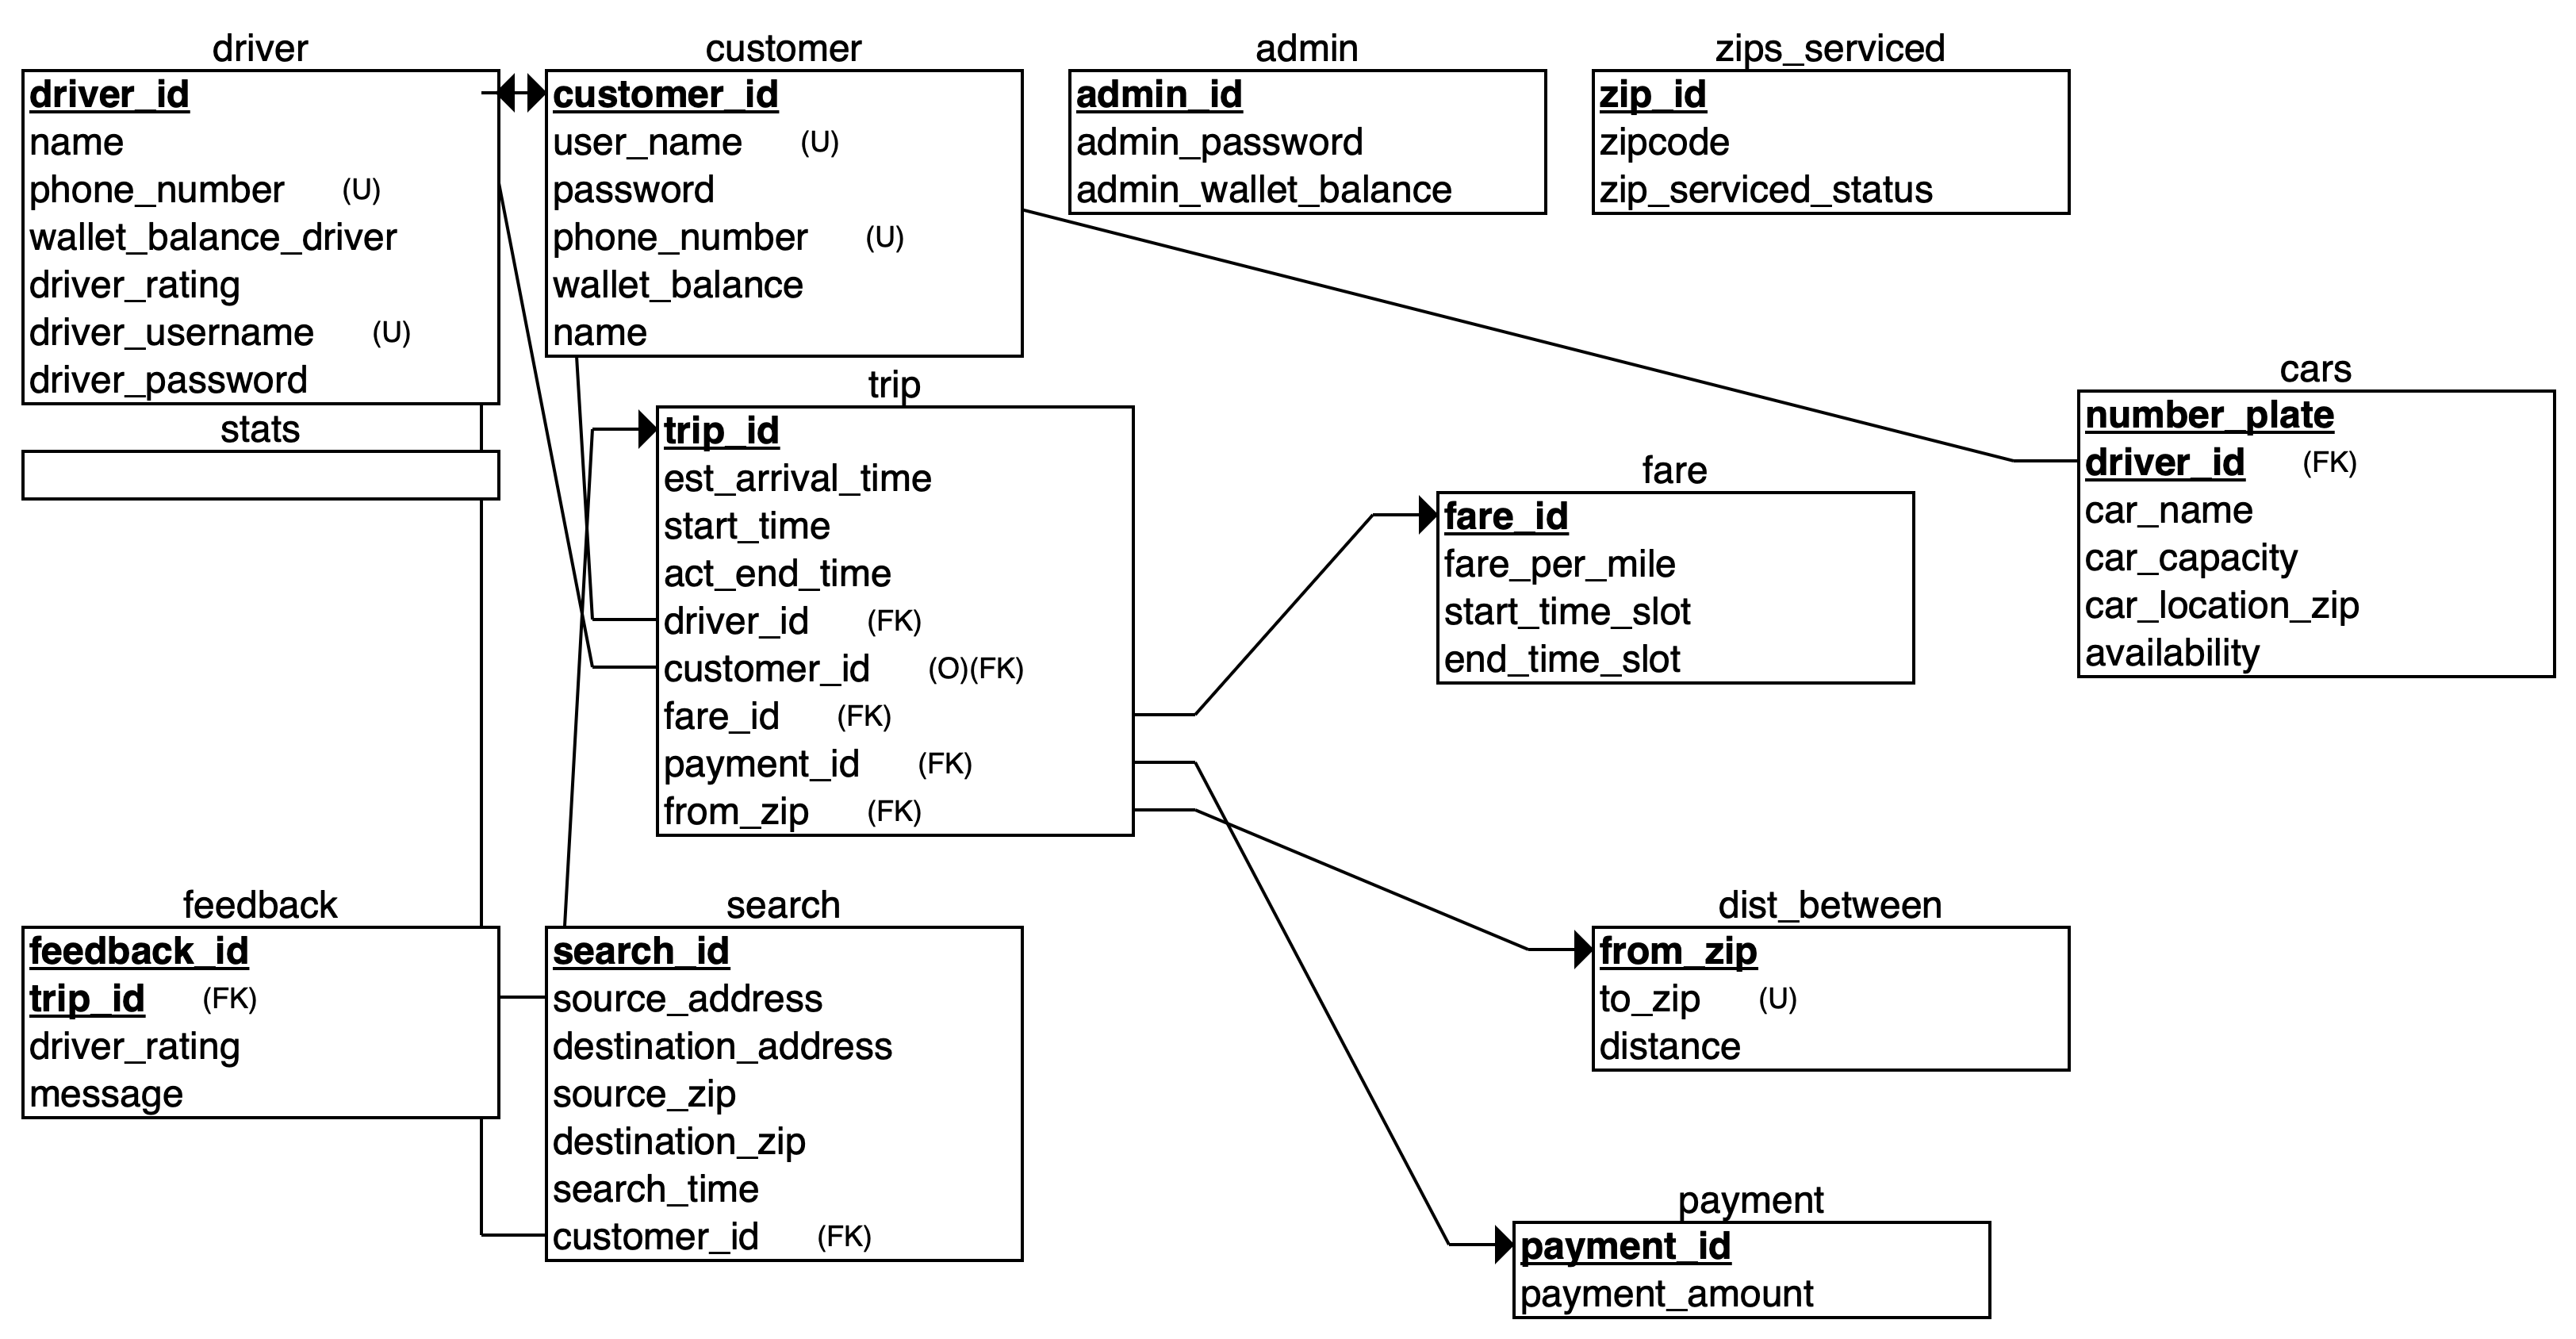 driver
driver_id
name
phone_number (U)
wallet_balance_driver
driver_rating
driver_username (U)
driver_password
customer
customer_id
user_name (U)
password
phone_number (U)
wallet_balance
name
admin
admin_id
admin_password
admin_wallet_balance
zips_serviced
zip_id
zipcode
zip_serviced_status
stats
trip
trip_id
est_arrival_time
start_time
act_end_time
driver_id (FK)
customer_id (O)(FK)
fare_id (FK)
payment_id (FK)
from_zip (FK)
fare
fare_id
fare_per_mile
start_time_slot
end_time_slot
cars
number_plate
driver_id (FK)
car_name
car_capacity
car_location_zip
availability
feedback
feedback_id
trip_id (FK)
driver_rating
message
search
search_id
source_address
destination_address
source_zip
destination_zip
search_time
customer_id (FK)
dist_between
from_zip
to_zip (U)
distance
payment
payment_id
payment_amount